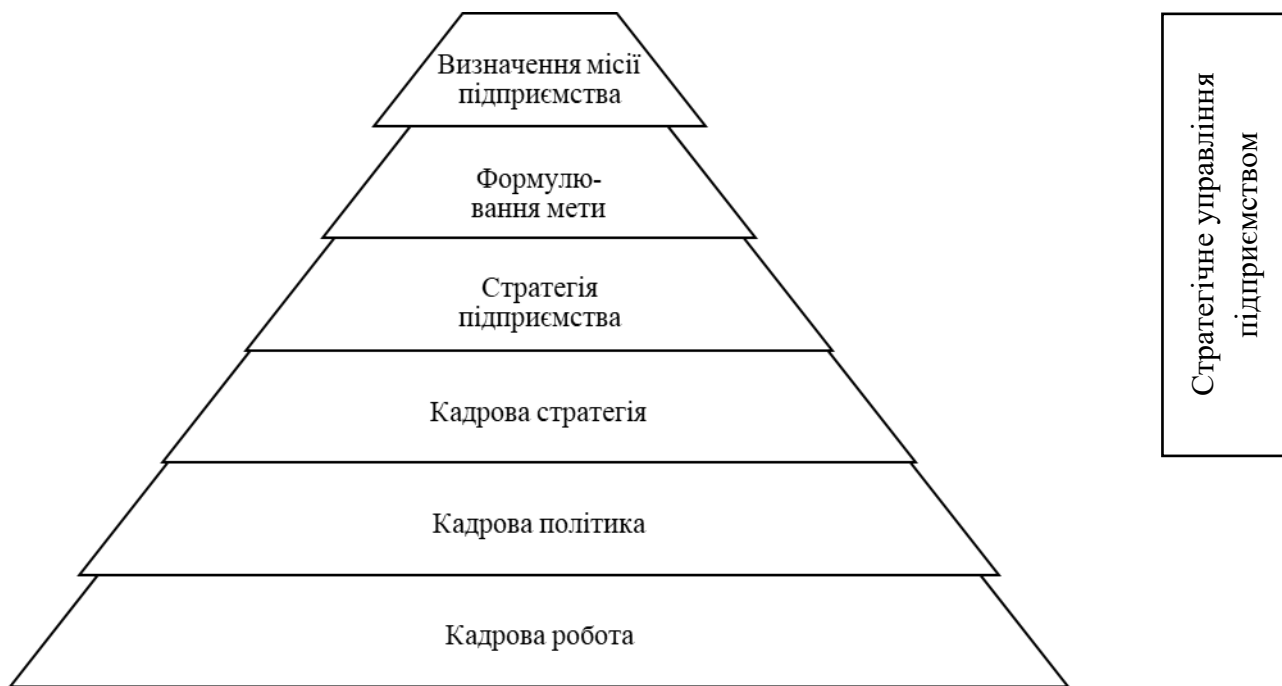 Визначення місії
підприємства
Формулю-
вання мети
Стратегія
підприємства
Кадрова стратегія
Кадрова політика
Кадрова робота
Стратегічне управління
підприємством